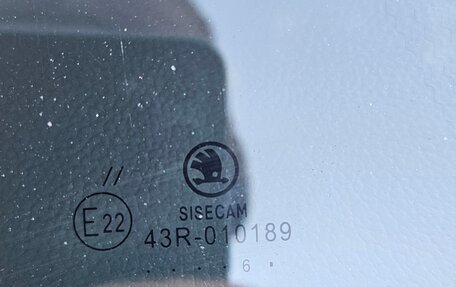 //
SISECAM
E22
43R-010189
. . . . . 6 .